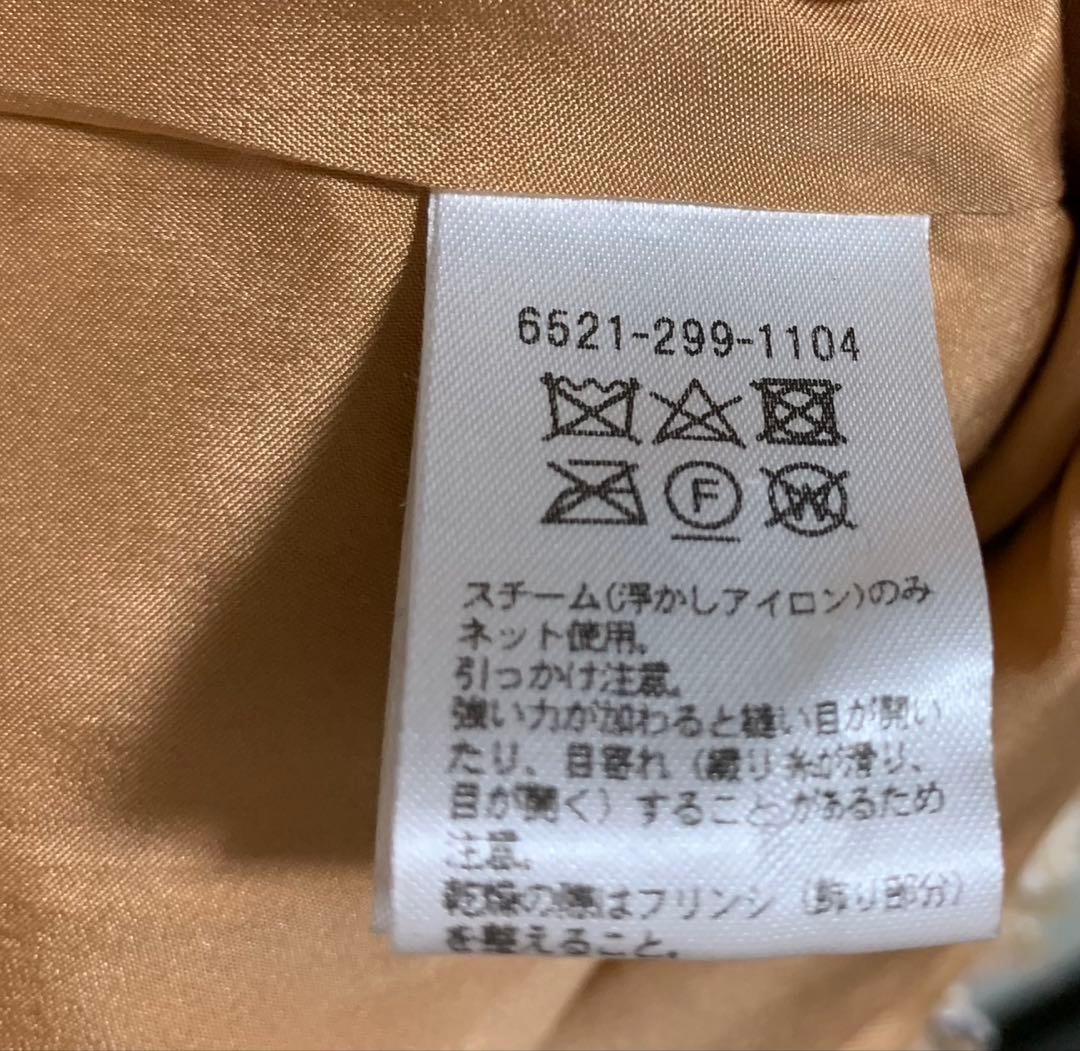 6521-299-1104
F
W
スチーム(浮かしアイロン)のみ
ネット使用。
引っかけ注意。
強い力が加わると縫い目が開い
たり、目寄れ（織り糸が滑り、
目が開く）することがあるため
注意。
乾燥の際はフリンジ（飾り部分）
を整えること。